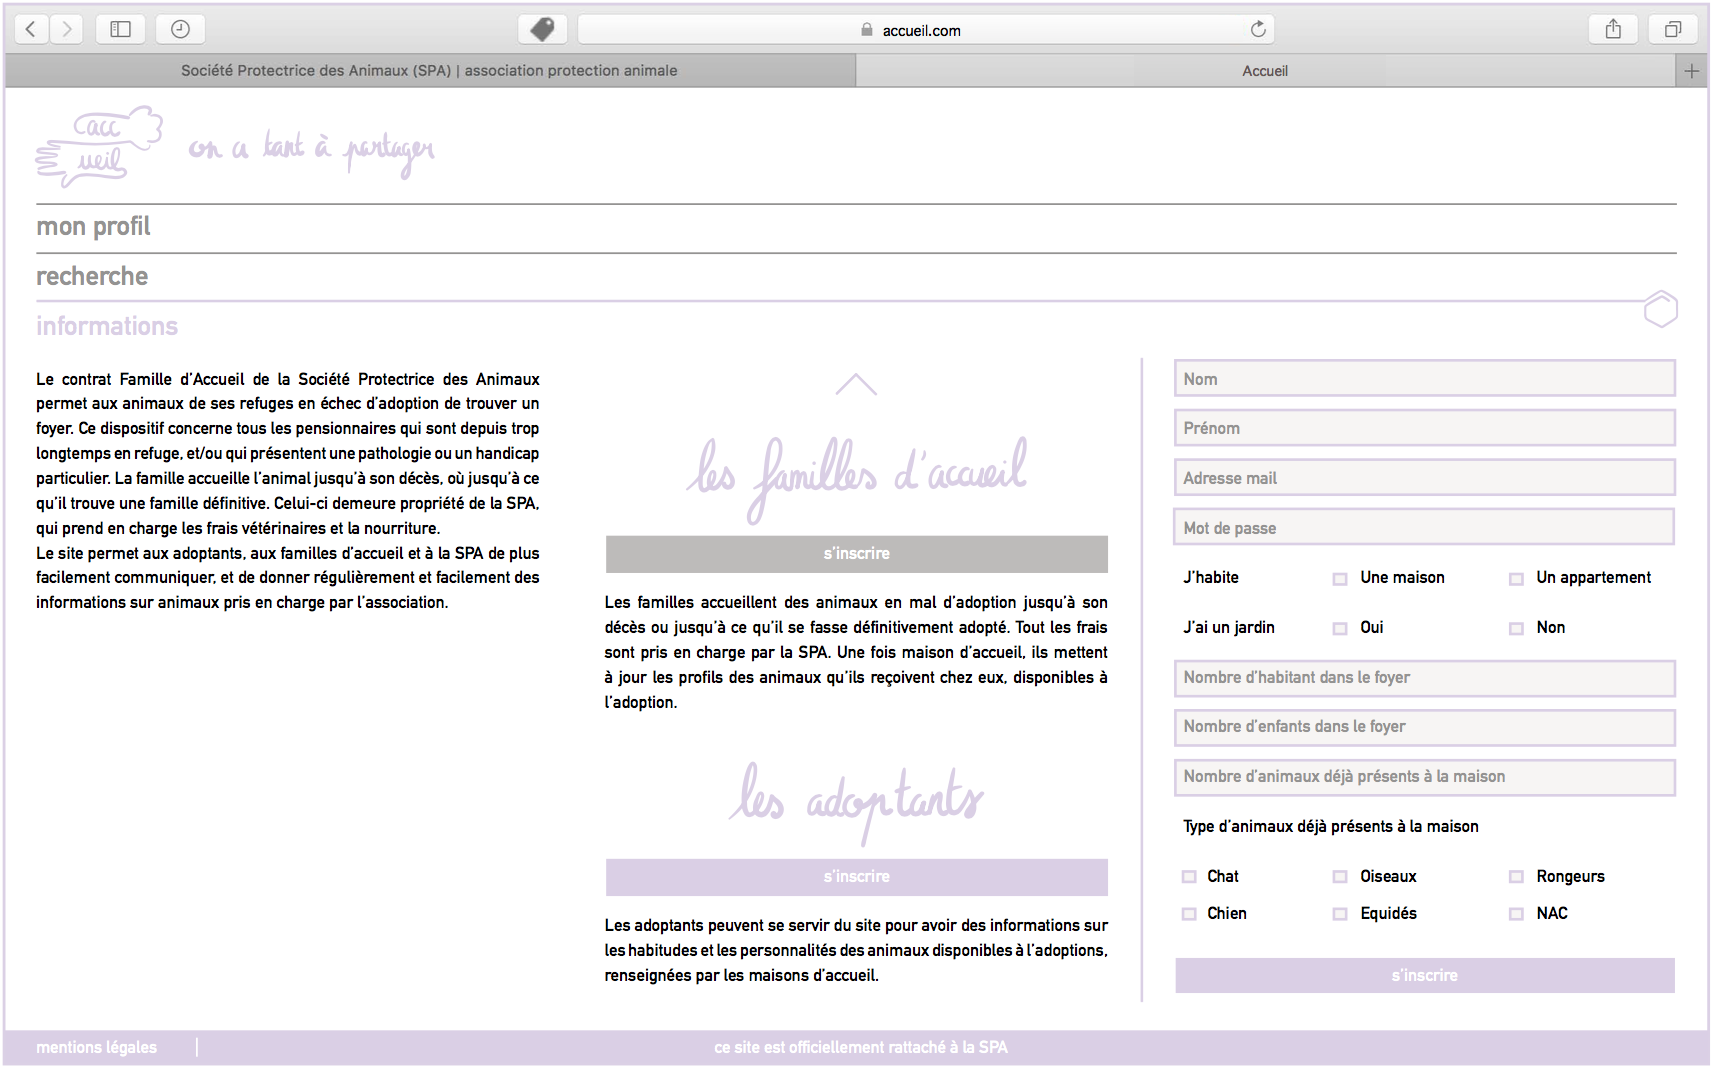 accueil.com
Société Protectrice des Animaux (SPA) | association protection animale
Accueil
acc
ueil
on a tant à partager
mon profil
recherche
informations
Le contrat Famille d’Accueil de la Société Protectrice des Animaux
permet aux animaux de ses refuges en échec d’adoption de trouver un
foyer. Ce dispositif concerne tous les pensionnaires qui sont depuis trop
longtemps en refuge, et/ou qui présentent une pathologie ou un handicap
particulier. La famille accueille l’animal jusqu’à son décès, où jusqu’à ce
qu’il trouve une famille définitive. Celui-ci demeure propriété de la SPA,
qui prend en charge les frais vétérinaires et la nourriture.
Le site permet aux adoptants, aux familles d’accueil et à la SPA de plus
facilement communiquer, et de donner régulièrement et facilement des
informations sur animaux pris en charge par l’association.
les familles d’accueil
s’inscrire
Les familles accueillent des animaux en mal d’adoption jusqu’à son
décès ou jusqu’à ce qu’il se fasse définitivement adopté. Tout les frais
sont pris en charge par la SPA. Une fois maison d’accueil, ils mettent
à jour les profils des animaux qu’ils reçoivent chez eux, disponibles à
l’adoption.
les adoptants
s’inscrire
Les adoptants peuvent se servir du site pour avoir des informations sur
les habitudes et les personnalités des animaux disponibles à l’adoptions,
renseignées par les maisons d’accueil.
Nom
Prénom
Adresse mail
Mot de passe
J’habite Une maison Un appartement
J’ai un jardin Oui Non
Nombre d’habitant dans le foyer
Nombre d’enfants dans le foyer
Nombre d’animaux déjà présents à la maison
Type d’animaux déjà présents à la maison
Chat Oiseaux Rongeurs
Chien Equidés NAC
s’inscrire
mentions légales | ce site est officiellement rattaché à la SPA